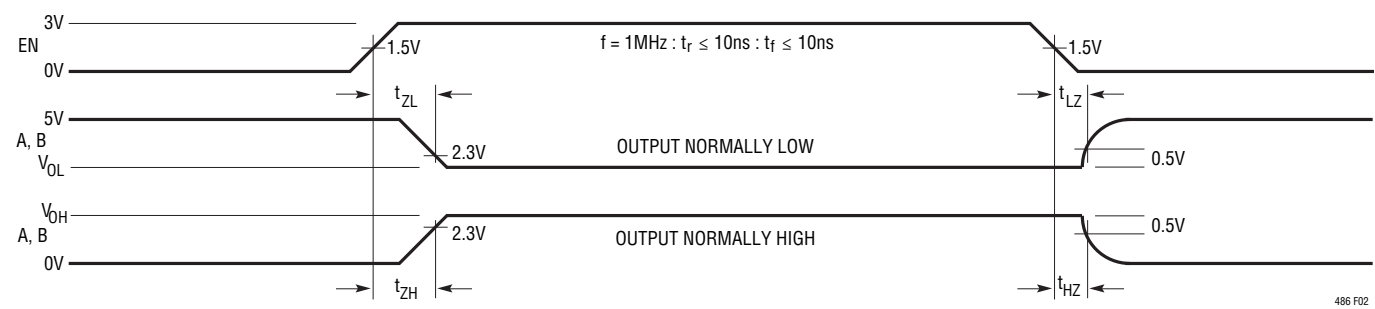 3V
EN
0V
1.5V
f = 1MHz : tr ≤ 10ns : tf ≤ 10ns
1.5V
tZL
tLZ
5V
A, B
VOL
2.3V
OUTPUT NORMALLY LOW
0.5V
VOH
A, B
0V
2.3V
OUTPUT NORMALLY HIGH
0.5V
tZH
tHZ
486 F02